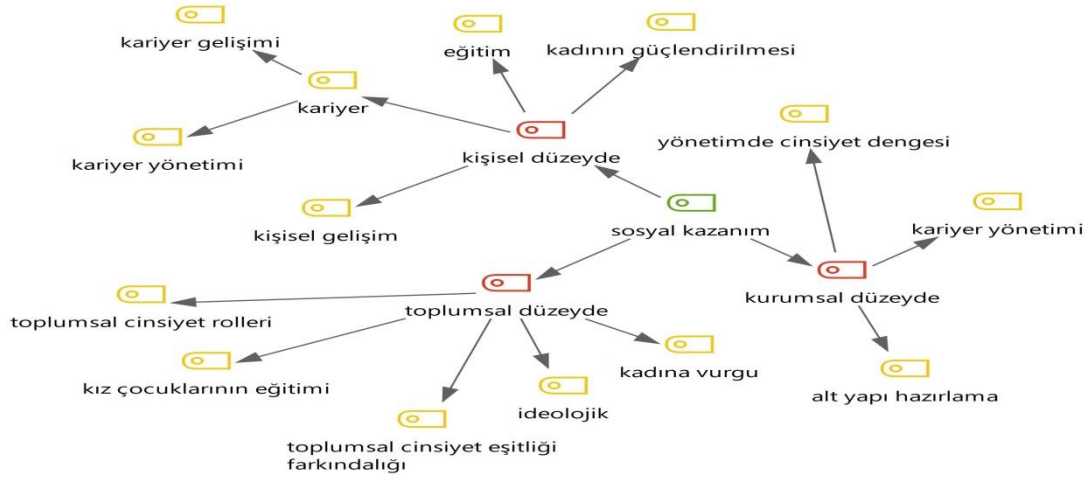 kariyer gelişimi
eğitim
kadının güçlendirilmesi
kariyer
kariyer yönetimi
kişisel düzeyde
yönetimde cinsiyet dengesi
kişisel gelişim
sosyal kazanım
kariyer yönetimi
toplumsal cinsiyet rolleri
toplumsal düzeyde
kurumsal düzeyde
kız çocuklarının eğitimi
kadına vurgu
ideolojik
alt yapı hazırlama
toplumsal cinsiyet eşitliği
farkındalığı